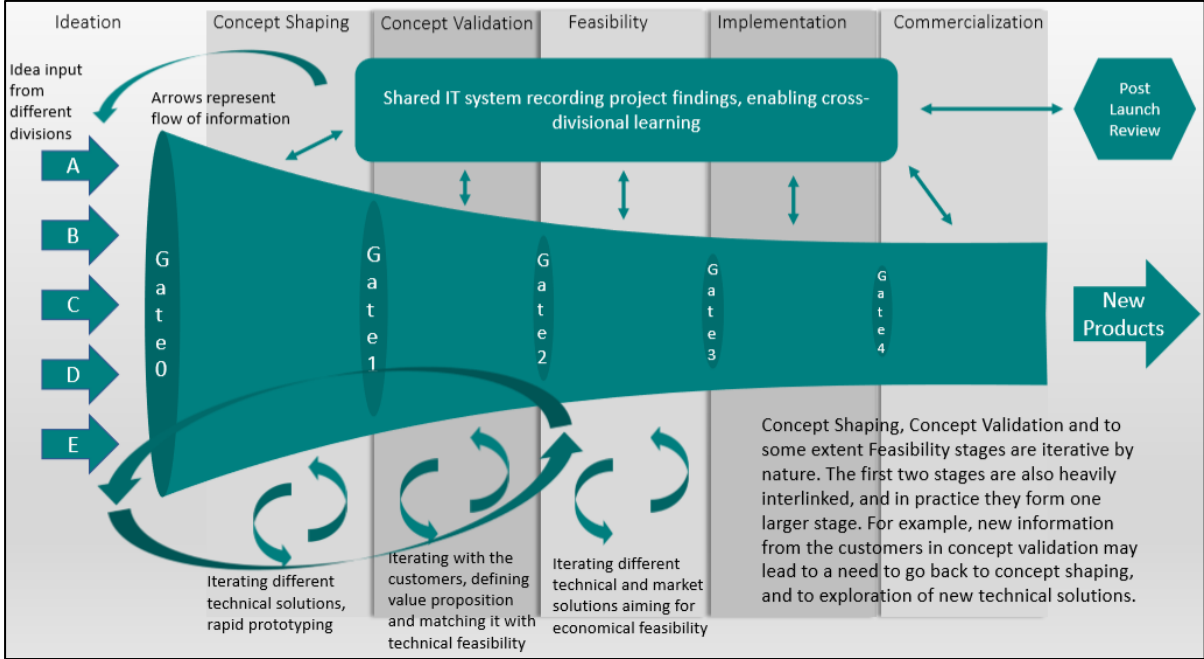 Ideation
Concept Shaping
Concept Validation
Feasibility
Implementation
Commercialization
Idea input
from
different
divisions
Arrows represent
flow of information
Shared IT system recording project findings, enabling cross-
divisional learning
Post
Launch
Review
A
B
C
D
E
Gate0
Gate1
Gate2
Gate3
Gate4
New
Products
Concept Shaping, Concept Validation and to
some extent Feasibility stages are iterative by
nature. The first two stages are also heavily
interlinked, and in practice they form one
larger stage. For example, new information
from the customers in concept validation may
lead to a need to go back to concept shaping,
and to exploration of new technical solutions.
Iterating different
technical solutions,
rapid prototyping
Iterating with the
customers, defining
value proposition
and matching it with
technical feasibility
Iterating different
technical and market
solutions aiming for
economical feasibility